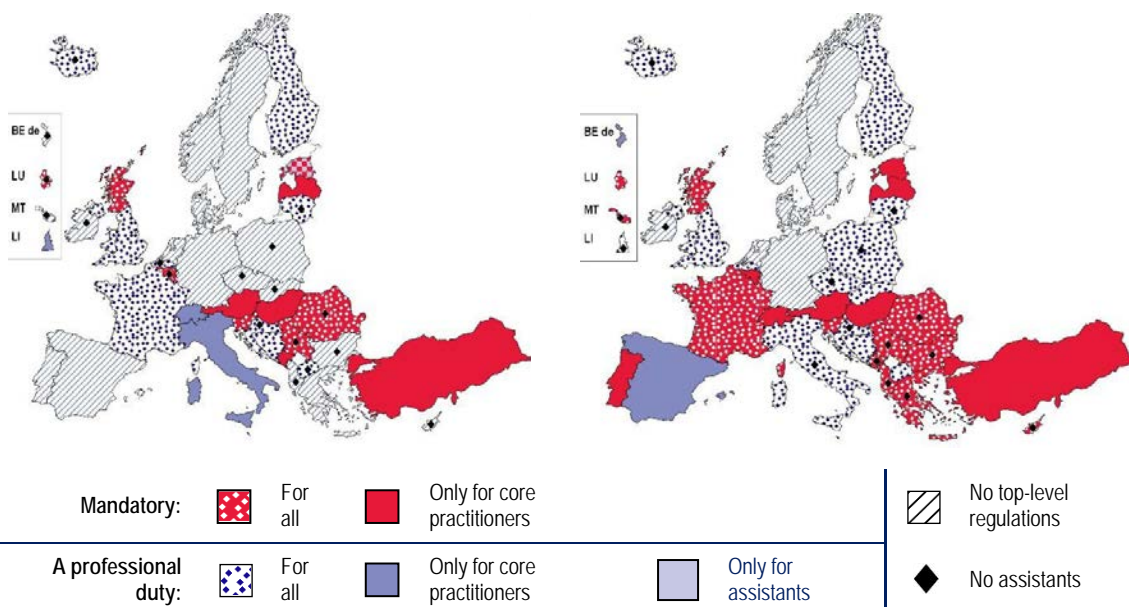 BE de
LU
MT
LI
BE de
LU
MT
LI
Mandatory:
For
all
Only for core
practitioners
No top-level
regulations
A professional
duty:
For
all
Only for core
practitioners
Only for
assistants
No assistants